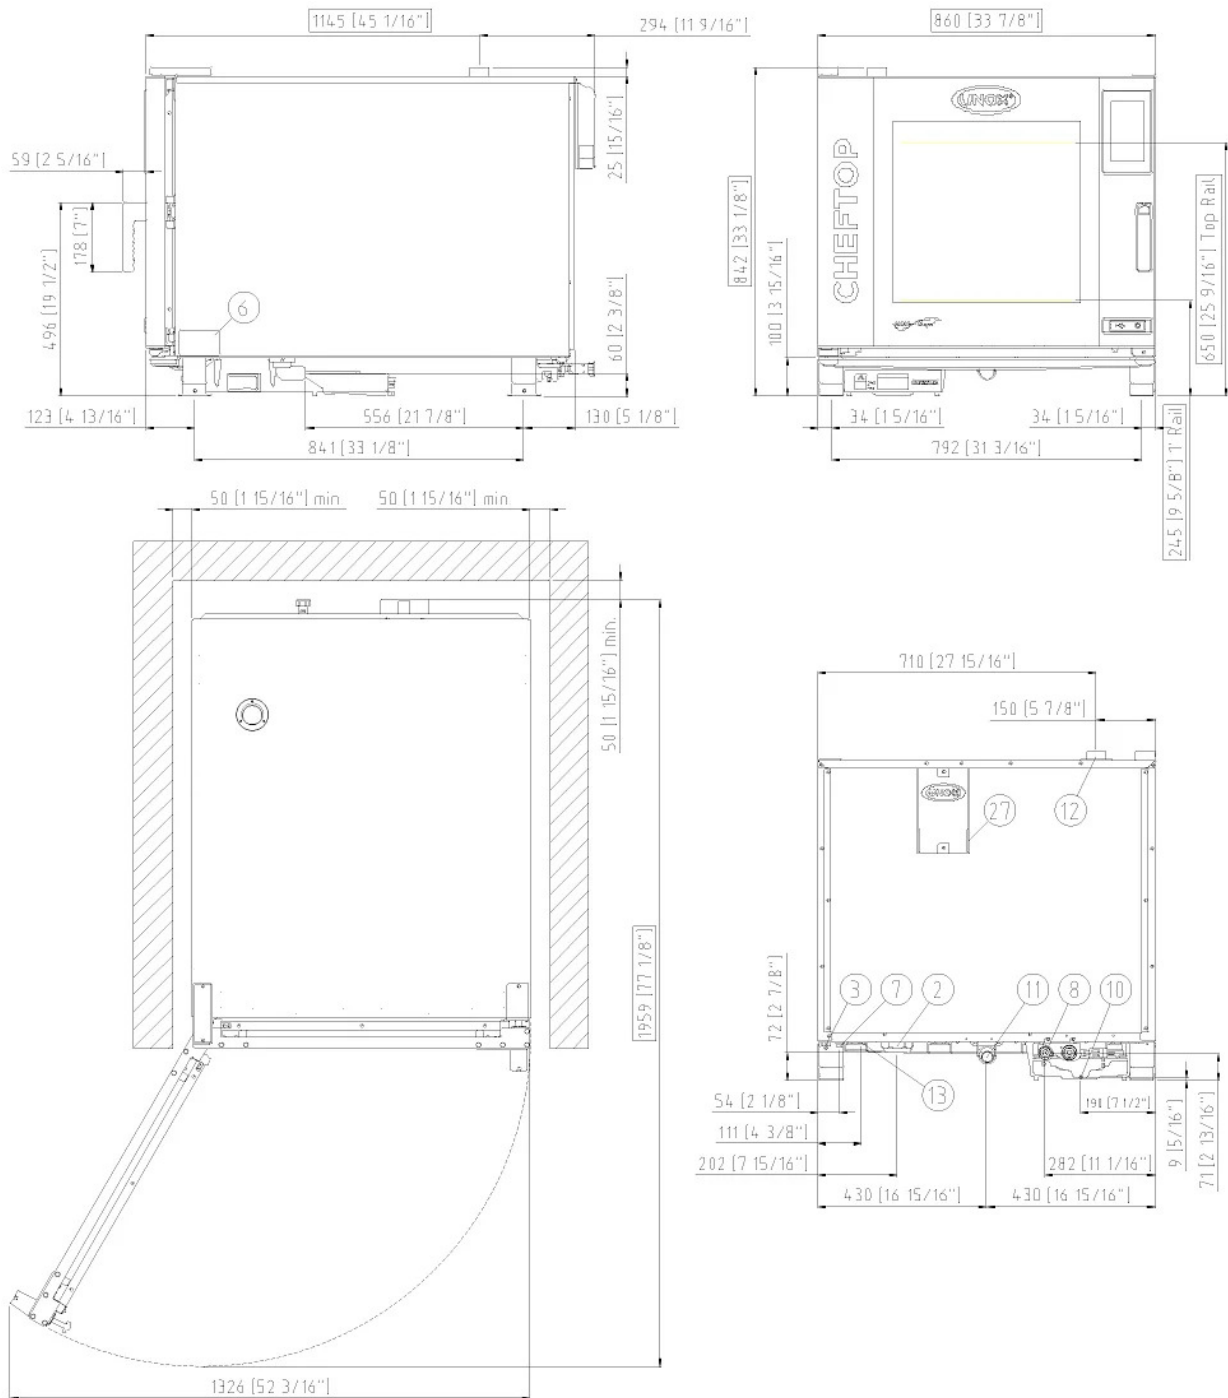 1145 [45 1/16"]
294 [11 9/16"]
860 [33 7/8"]
59 [2 5/16"]
25 [15/16"]
UNOX
CHEFTOP
178 [7"]
496 [19 1/2"]
6
60 [2 3/8"]
842 [33 1/8"]
100 [3 15/16"]
650 [25 9/16"] Top Rail
123 [4 13/16"]
556 [21 7/8"]
130 [5 1/8"]
34 [1 5/16"]
34 [1 5/16"]
841 [33 1/8"]
792 [31 3/16"]
245 [9 5/8"] 1' Rail
50 [1 15/16"] min
50 [1 15/16"] min
50 [1 15/16"] min.
710 [27 15/16"]
150 [5 7/8"]
UNOX
27
12
1959 [77 1/8"]
72 [2 7/8"]
3
7
2
11
8
10
13
54 [2 1/8"]
190 [7 1/2"]
111 [4 3/8"]
9 [5/16"]
71 [2 13/16"]
202 [7 15/16"]
282 [11 1/16"]
430 [16 15/16"]
430 [16 15/16"]
1326 [52 3/16"]